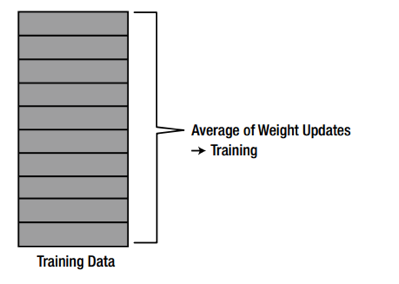 Average of Weight Updates
→ Training
Training Data